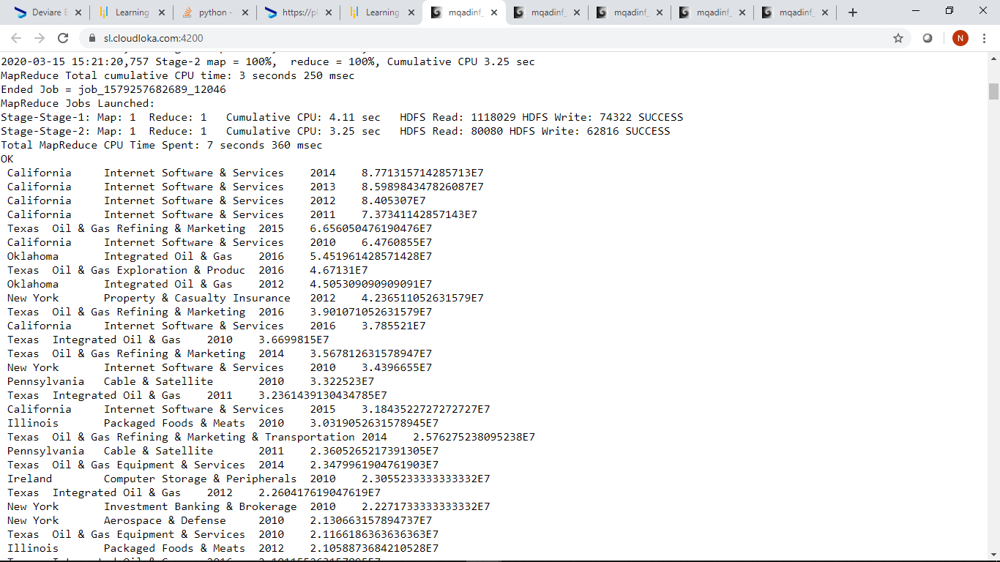 Deviare E
Learning
python -
https://pl
Learning
mqadinf_
mqadinf_
mqadinf_
mqadinf_
mqadinf_
sl.cloudloka.com:4200
N
2020-03-15 15:21:20,757 Stage-2 map = 100%,  reduce = 100%, Cumulative CPU 3.25 sec
MapReduce Total cumulative CPU time: 3 seconds 250 msec
Ended Job = job_1579257682689_12046
MapReduce Jobs Launched:
Stage-Stage-1: Map: 1  Reduce: 1   Cumulative CPU: 4.11 sec   HDFS Read: 1118029 HDFS Write: 74322 SUCCESS
Stage-Stage-2: Map: 1  Reduce: 1   Cumulative CPU: 3.25 sec   HDFS Read: 80080 HDFS Write: 62816 SUCCESS
Total MapReduce CPU Time Spent: 7 seconds 360 msec
OK
California     Internet Software & Services    2014    8.771315714285713E7
California     Internet Software & Services    2013    8.598984347826087E7
California     Internet Software & Services    2012    8.405307E7
California     Internet Software & Services    2011    7.37341142857143E7
Texas  Oil & Gas Refining & Marketing  2015    6.656050476190476E7
California     Internet Software & Services    2010    6.4760855E7
Oklahoma       Integrated Oil & Gas    2016    5.451961428571428E7
Texas  Oil & Gas Exploration & Produc  2016    4.67131E7
Oklahoma       Integrated Oil & Gas    2012    4.505309090909091E7
New York       Property & Casualty Insurance   2012    4.236511052631579E7
Texas  Oil & Gas Refining & Marketing  2016    3.901071052631579E7
California     Internet Software & Services    2016    3.785521E7
Texas  Integrated Oil & Gas    2010    3.6699815E7
Texas  Oil & Gas Refining & Marketing  2014    3.567812631578947E7
New York       Internet Software & Services    2010    3.4396655E7
Pennsylvania   Cable & Satellite       2010    3.322523E7
Texas  Integrated Oil & Gas    2011    3.2361439130434785E7
California     Internet Software & Services    2015    3.1843522727272727E7
Illinois       Packaged Foods & Meats  2010    3.0319052631578945E7
Texas  Oil & Gas Refining & Marketing & Transportation 2014    2.576275238095238E7
Pennsylvania   Cable & Satellite       2011    2.3605265217391305E7
Texas  Oil & Gas Equipment & Services  2014    2.3479961904761903E7
Ireland        Computer Storage & Peripherals  2010    2.3055233333333332E7
Texas  Integrated Oil & Gas    2012    2.260417619047619E7
New York       Investment Banking & Brokerage  2010    2.2271733333333332E7
New York       Aerospace & Defense     2010    2.130663157894737E7
Texas  Oil & Gas Equipment & Services  2010    2.1166186363636363E7
Illinois       Packaged Foods & Meats  2012    2.1058873684210528E7